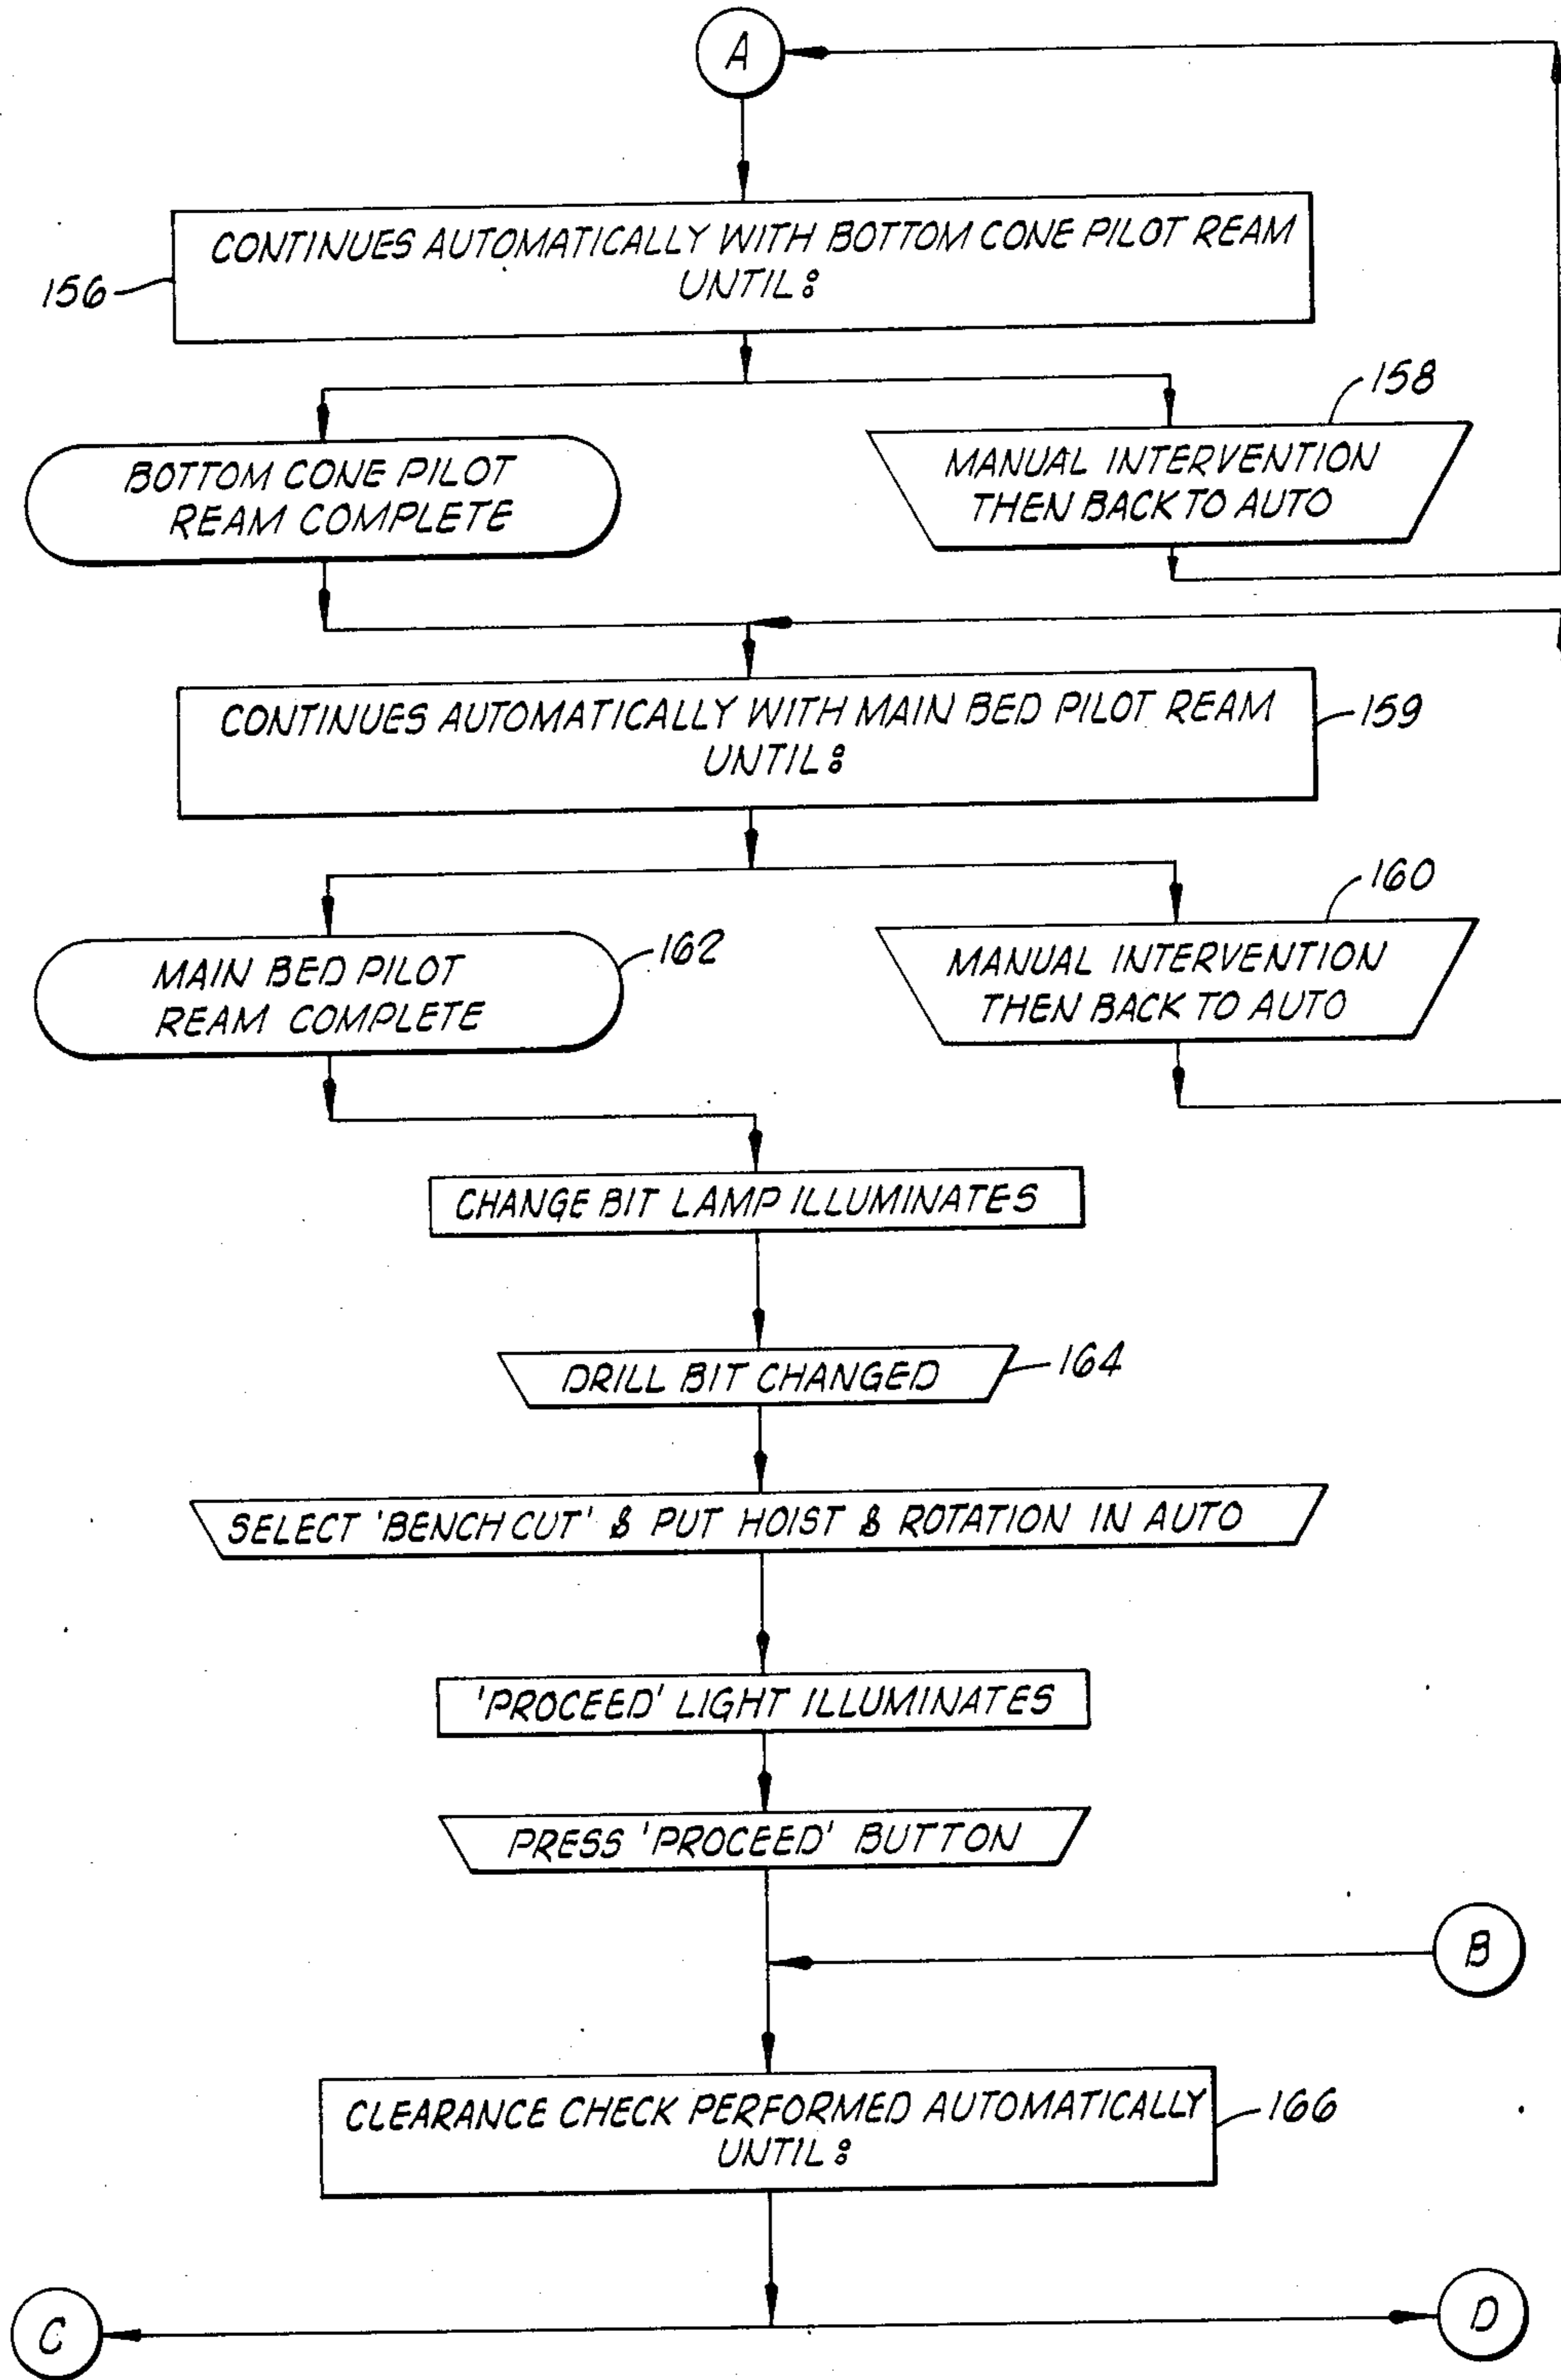 A
CONTINUES AUTOMATICALLY WITH BOTTOM CONE PILOT REAM
UNTIL:
156
158
BOTTOM CONE PILOT
REAM COMPLETE
MANUAL INTERVENTION
THEN BACK TO AUTO
CONTINUES AUTOMATICALLY WITH MAIN BED PILOT REAM
UNTIL:
159
160
MAIN BED PILOT
REAM COMPLETE
162
MANUAL INTERVENTION
THEN BACK TO AUTO
CHANGE BIT LAMP ILLUMINATES
DRILL BIT CHANGED
164
SELECT 'BENCH CUT' & PUT HOIST & ROTATION IN AUTO
'PROCEED' LIGHT ILLUMINATES
PRESS 'PROCEED' BUTTON
B
CLEARANCE CHECK PERFORMED AUTOMATICALLY
UNTIL:
166
C
D